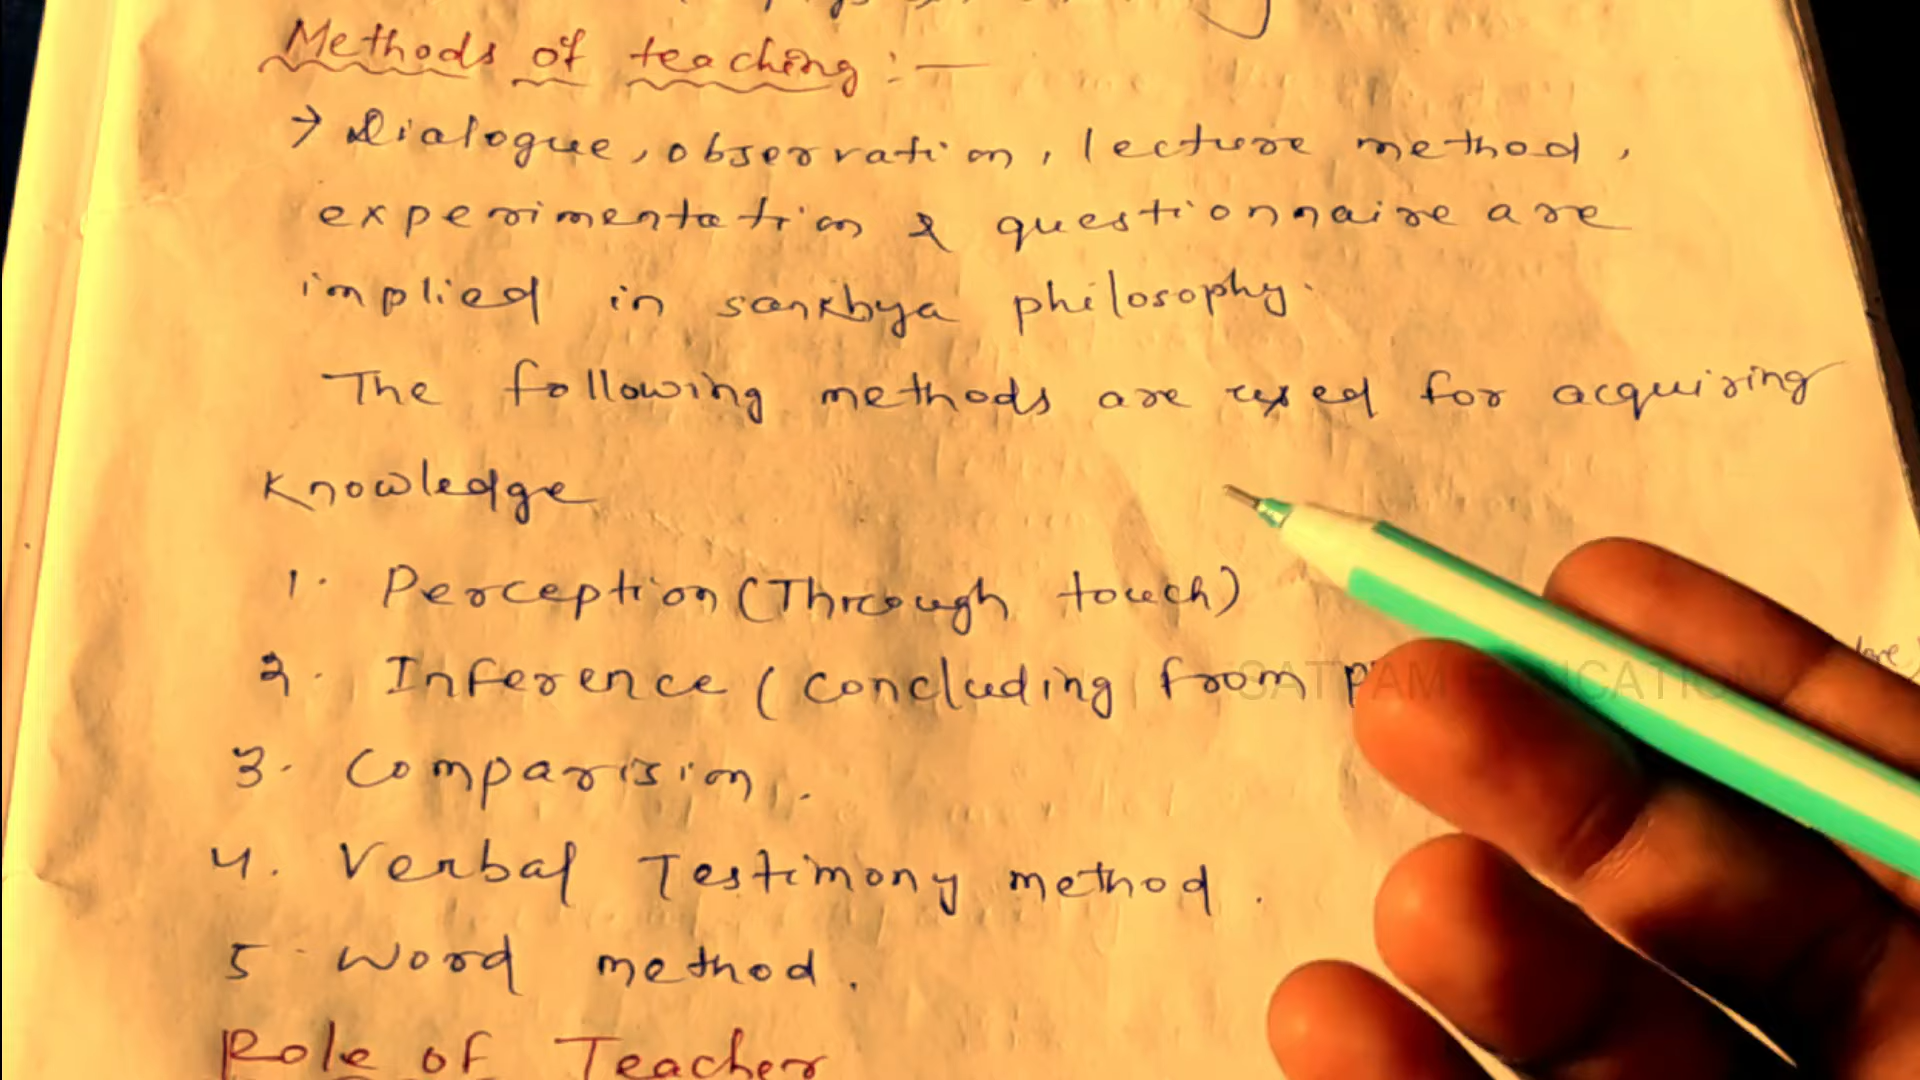 Methods of teaching :-
→ Dialogue, observation, lecture method,
experimentation & questionnaire are
implied in sankhya philosophy.
The following methods are used for acquiring
knowledge
1. Perception (Through touch)
2. Inference (concluding from
3. Comparision.
4. Verbal Testimony method.
5. Word method.
Role of Teacher
SATYAM EDUCATION